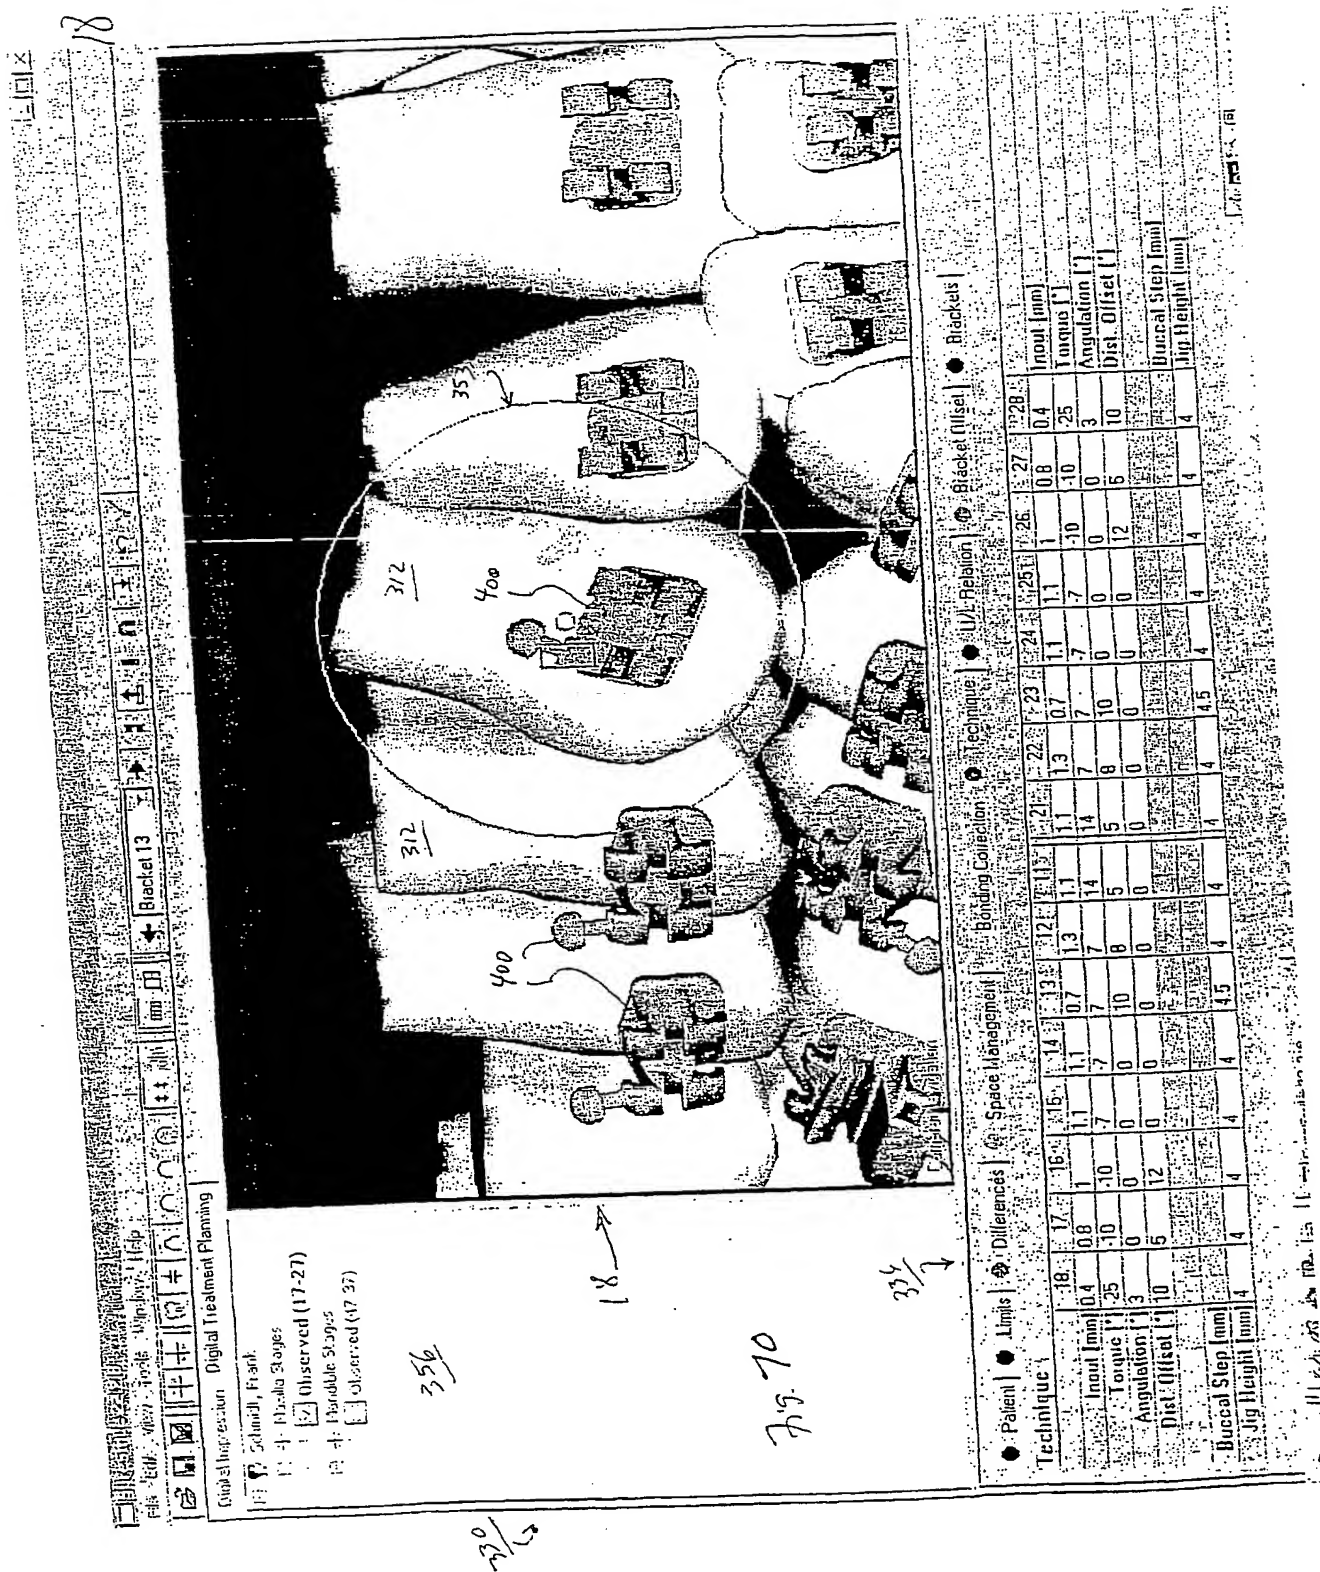 18
File Edit View Tools Window Help
Bracket 13
Digital Impression Digital Treatment Planning
Schmidt, Frank
Maxilla Stages
Observed (17-27)
Mandible Stages
Observed (47-37)
356
330
18
334
Fig. 70
312
312
400
400
353
Patient Limits Differences Space Management Bonding Correction Technique U/L Relation Bracket Offset Brackets
Technique
18 17 16 15 14 13 12 11 21 22 23 24 25 26 27 28
Inout [mm] 0.4 0.8 1 1.1 1.1 0.7 1.3 1.1 1.1 1.3 0.7 1.1 1.1 1 0.8 0.4 Inout [mm]
Torque [°] -25 -10 -10 -7 -7 7 7 14 14 7 7 -7 -7 -10 -10 -25 Torque [°]
Angulation [°] 3 0 0 0 0 10 8 5 5 8 10 0 0 0 0 3 Angulation [°]
Dist. Offset [°] 10 5 12 0 0 0 0 0 0 0 0 0 0 12 5 10 Dist. Offset [°]
Buccal Step [mm] Buccal Step [mm]
Jig Height [mm] 4 4 4 4 4 4.5 4 4 4 4 4.5 4 4 4 4 4 Jig Height [mm]